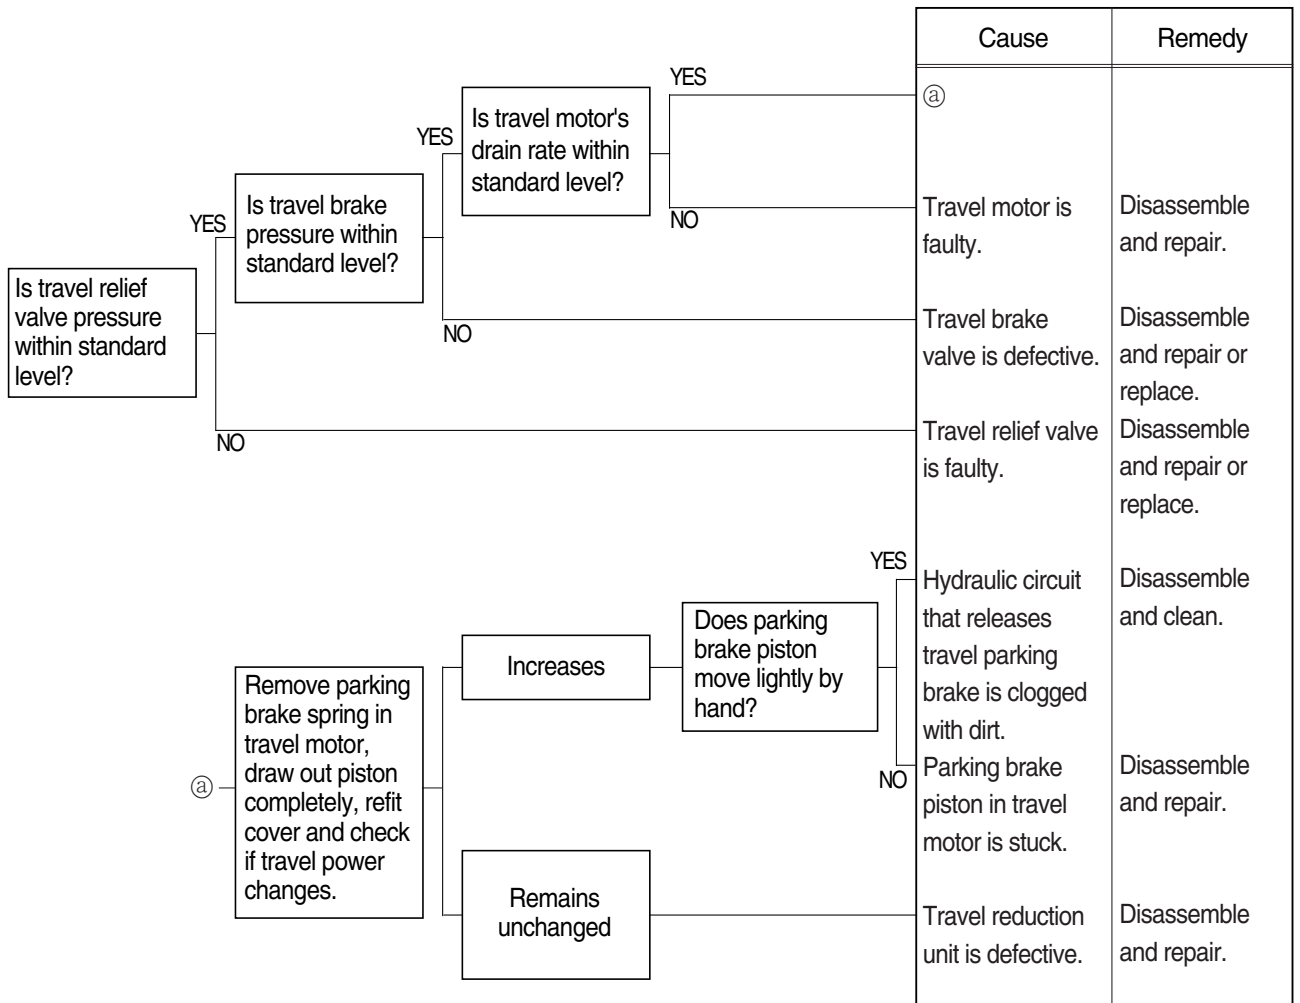 Cause
Remedy
YES
ⓐ
Is travel motor's
drain rate within
standard level?
YES
NO
Travel motor is
faulty.
Disassemble
and repair.
Is travel brake
pressure within
standard level?
YES
NO
Travel brake
valve is defective.
Disassemble
and repair or
replace.
Is travel relief
valve pressure
within standard
level?
NO
Travel relief valve
is faulty.
Disassemble
and repair or
replace.
ⓐ
Remove parking
brake spring in
travel motor,
draw out piston
completely, refit
cover and check
if travel power
changes.
Increases
Does parking
brake piston
move lightly by
hand?
YES
Hydraulic circuit
that releases
travel parking
brake is clogged
with dirt.
Disassemble
and clean.
NO
Parking brake
piston in travel
motor is stuck.
Disassemble
and repair.
Remains
unchanged
Travel reduction
unit is defective.
Disassemble
and repair.